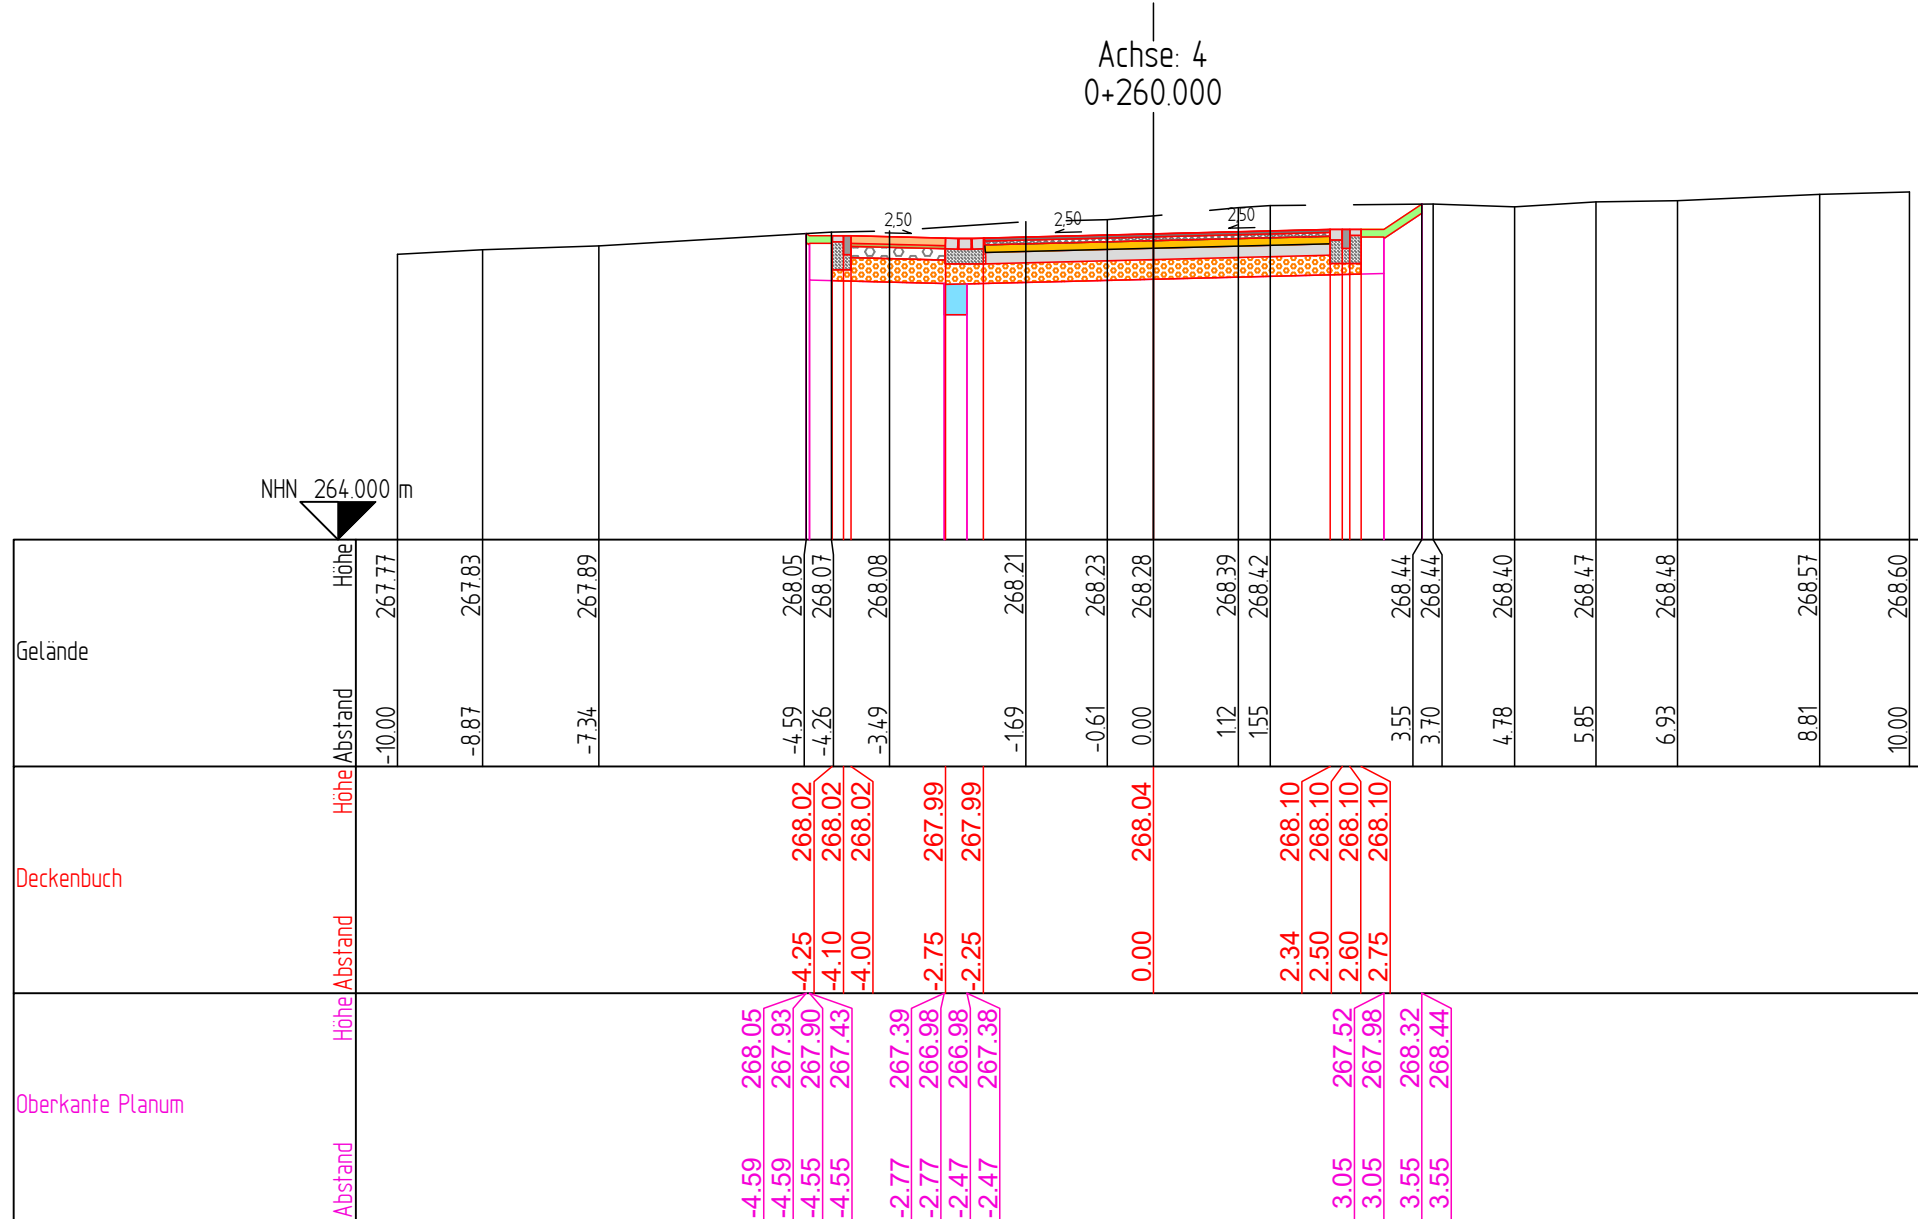 Achse: 4
0+260.000
2,50 2,50 2,50
NHN 264.000 m
Gelände
Höhe 267.77 267.83 267.89 268.05 268.07 268.08 268.21 268.23 268.28 268.39 268.42 268.44 268.44 268.40 268.47 268.48 268.57 268.60
Abstand -10.00 -8.87 -7.34 -4.59 -4.26 -3.49 -1.69 -0.61 0.00 1.12 1.55 3.55 3.70 4.78 5.85 6.93 8.81 10.00
Deckenbuch
Höhe 268.02 268.02 268.02 267.99 267.99 268.04 268.10 268.10 268.10 268.10
Abstand -4.25 -4.10 -4.00 -2.75 -2.25 0.00 2.34 2.50 2.60 2.75
Oberkante Planum
Höhe 268.05 267.93 267.90 267.43 267.39 266.98 266.98 267.38 267.52 267.98 268.32 268.44
Abstand -4.59 -4.59 -4.55 -4.55 -2.77 -2.77 -2.47 -2.47 3.05 3.05 3.55 3.55